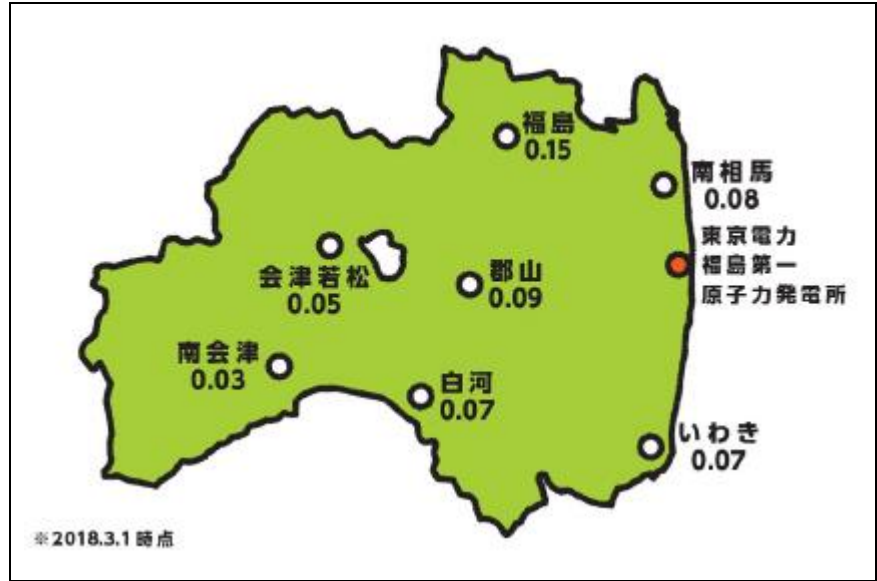 福島
0.15
南相馬
0.08
東京電力
福島第一
原子力発電所
会津若松
0.05
郡山
0.09
南会津
0.03
白河
0.07
いわき
0.07
※2018.3.1時点